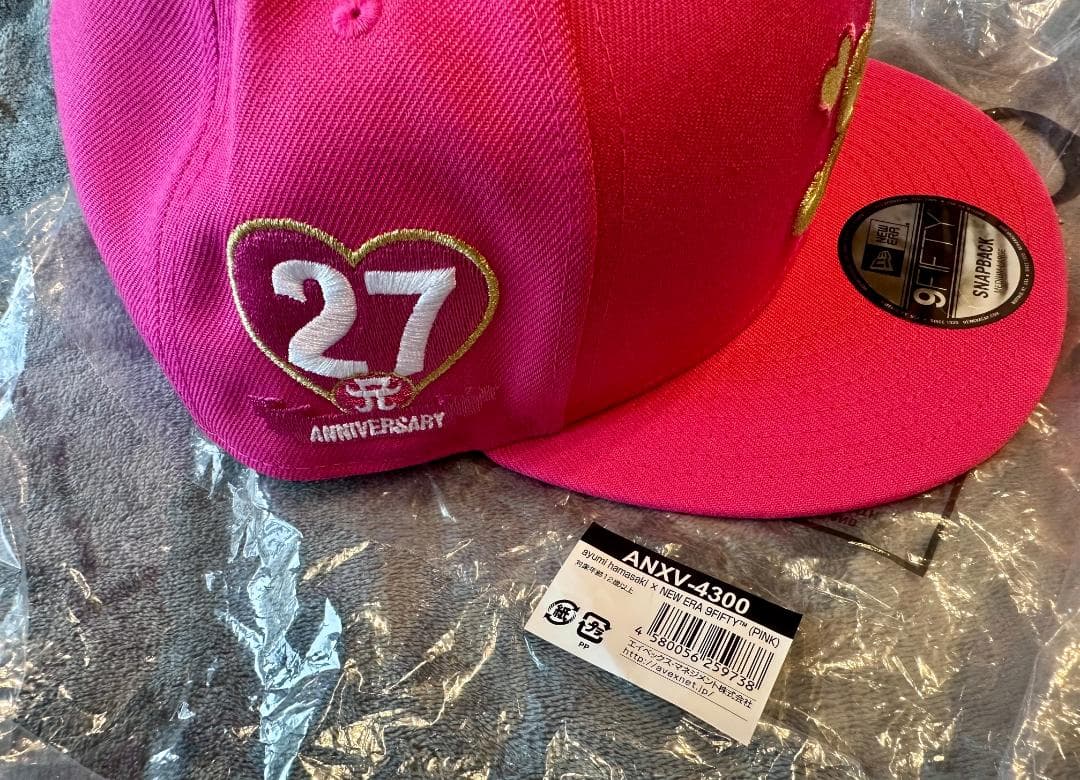 27
ANNIVERSARY
NEW ERA
9FIFTY
SNAPBACK
ANXV-4300
ayumi hamasaki × NEW ERA 9FIFTY™ (PINK)
対象年齢12歳以上
紙
プラ
PP
4 580056 259738
エイベックス・マネジメント株式会社
http://avexnet.jp/